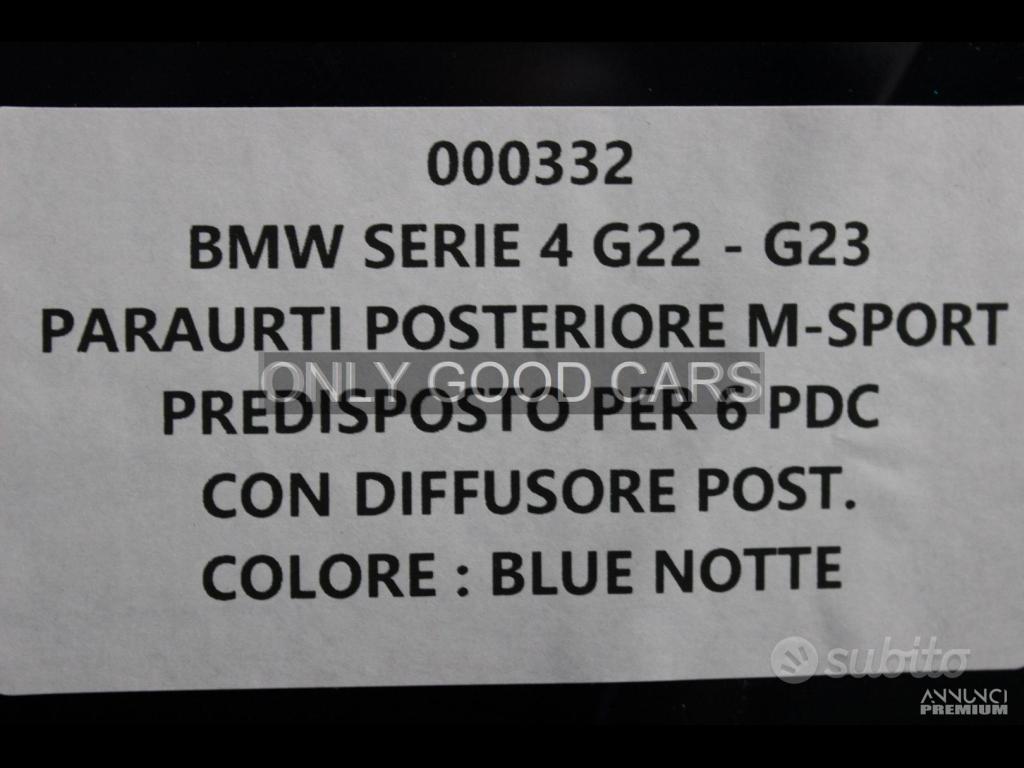 000332
BMW SERIE 4 G22 - G23
PARAURTI POSTERIORE M-SPORT
ONLY GOOD CARS
PREDISPOSTO PER 6 PDC
CON DIFFUSORE POST.
COLORE : BLUE NOTTE
subito
ANNUNCI
PREMIUM